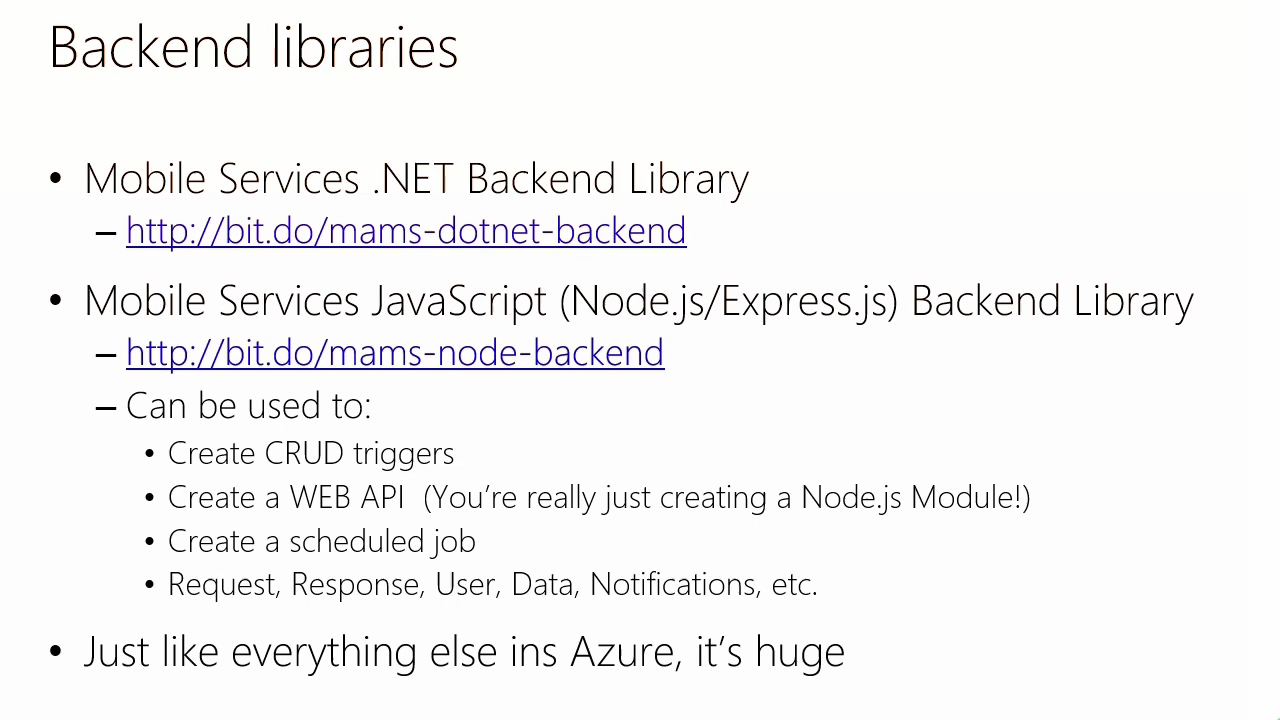 Backend libraries
• Mobile Services .NET Backend Library
– http://bit.do/mams-dotnet-backend
• Mobile Services JavaScript (Node.js/Express.js) Backend Library
– http://bit.do/mams-node-backend
– Can be used to:
• Create CRUD triggers
• Create a WEB API  (You’re really just creating a Node.js Module!)
• Create a scheduled job
• Request, Response, User, Data, Notifications, etc.
• Just like everything else ins Azure, it’s huge